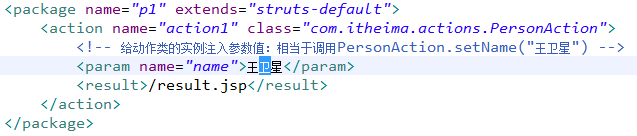 <package name="p1" extends="struts-default">
<action name="action1" class="com.itheima.actions.PersonAction">
<!-- 给动作类的实例注入参数值：相当于调用PersonAction.setName("王卫星") -->
<param name="name">王卫星</param>
<result>/result.jsp</result>
</action>
</package>